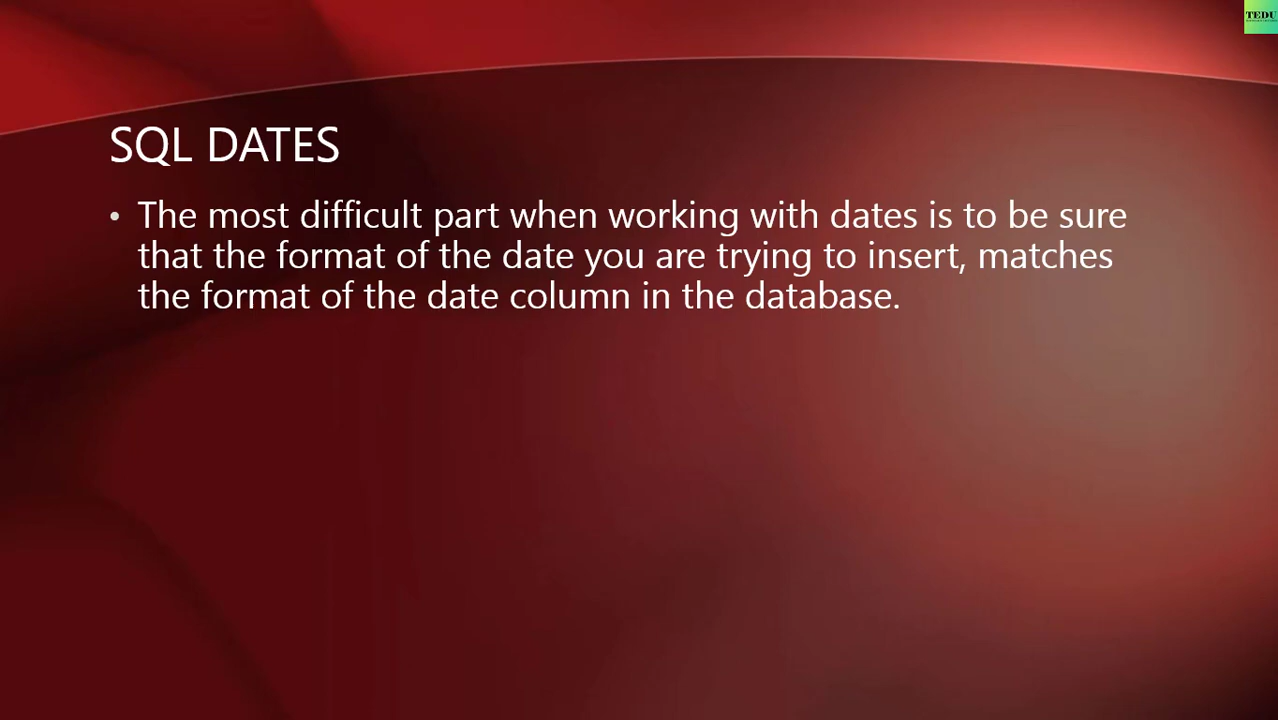 TEDU
SQL DATES
• The most difficult part when working with dates is to be sure
that the format of the date you are trying to insert, matches
the format of the date column in the database.